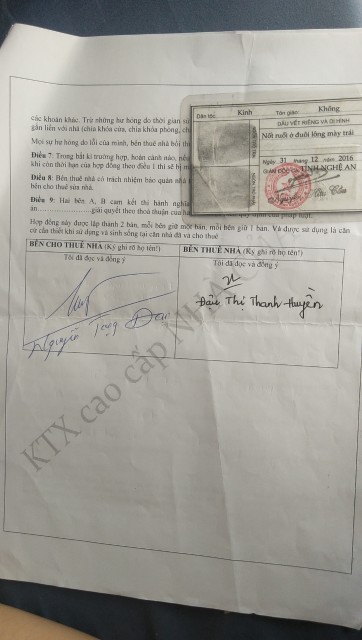 các khoản khác. Trừ những hư hỏng do thời gian sử
gắn liền với nhà (chìa khóa cửa, chìa khóa phòng, ch
Mọi sự hư hỏng do lỗi của mình, bên thuê nhà bồi th
Điều 7: Trong bất kì trường hợp, hoàn cảnh nào, nế
khi còn thời hạn của hợp đồng theo điều 1 thì sẽ bị m
Điều 8: Bên thuê nhà có trách nhiệm bảo quản nhà
bên cho thuê sửa nhà.
Điều 9: Hai bên A, B cam kết thi hành nghiê
án..............giải quyết theo thoả thuận của
Hợp đồng này được lập thành 2 bản, mỗi bên giữ một bản, mỗi bên giữ 1 bản. Và được sử dụng là căn
cứ cần thiết khi sử dụng và sinh sống tại căn nhà đã và cho thuê
BÊN CHO THUÊ NHÀ (Ký ghi rõ họ tên!) BÊN THUÊ NHÀ (Ký ghi rõ họ tên!)
Tôi đã đọc và đồng ý Tôi đã đọc và đồng ý
Nguyễn
Đậu Thị Thanh Huyền
KTX cao cấp
Dân tộc: Kinh Tôn giáo: Không
DẤU VẾT RIÊNG VÀ DỊ HÌNH
Nốt ruồi ở đuôi lông mày trái
Ngày 31 tháng 12 năm 2016
GIÁM ĐỐC CA TỈNH NGHỆ AN